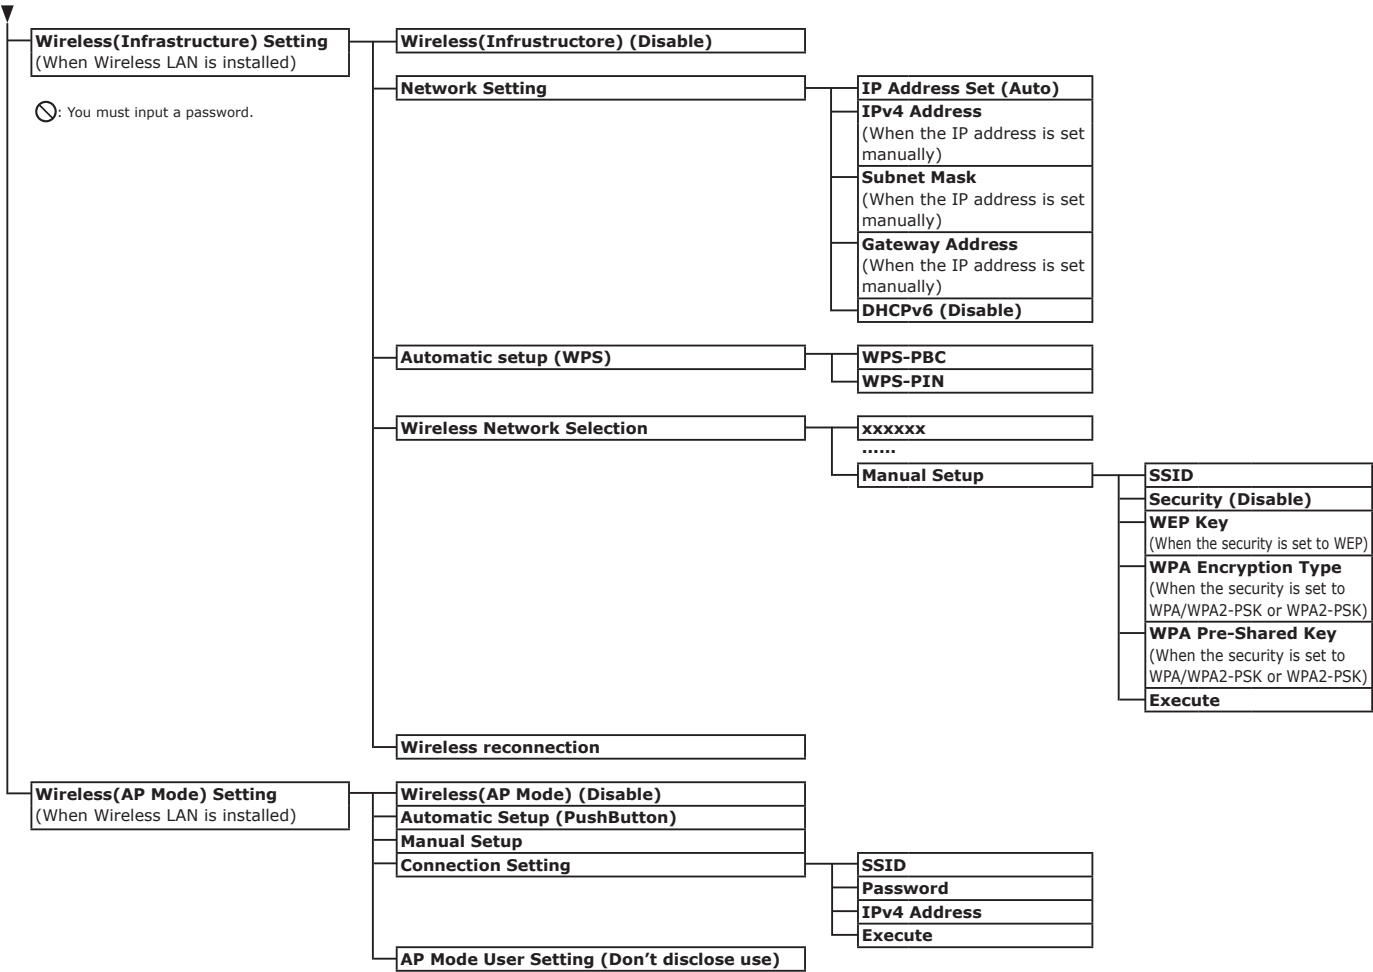 Wireless(Infrastructure) Setting
(When Wireless LAN is installed)
: You must input a password.
Wireless(Infrustructore) (Disable)
Network Setting
IP Address Set (Auto)
IPv4 Address
(When the IP address is set
manually)
Subnet Mask
(When the IP address is set
manually)
Gateway Address
(When the IP address is set
manually)
DHCPv6 (Disable)
Automatic setup (WPS)
WPS-PBC
WPS-PIN
Wireless Network Selection
xxxxxx
......
Manual Setup
SSID
Security (Disable)
WEP Key
(When the security is set to WEP)
WPA Encryption Type
(When the security is set to
WPA/WPA2-PSK or WPA2-PSK)
WPA Pre-Shared Key
(When the security is set to
WPA/WPA2-PSK or WPA2-PSK)
Execute
Wireless reconnection
Wireless(AP Mode) Setting
(When Wireless LAN is installed)
Wireless(AP Mode) (Disable)
Automatic Setup (PushButton)
Manual Setup
Connection Setting
SSID
Password
IPv4 Address
Execute
AP Mode User Setting (Don't disclose use)